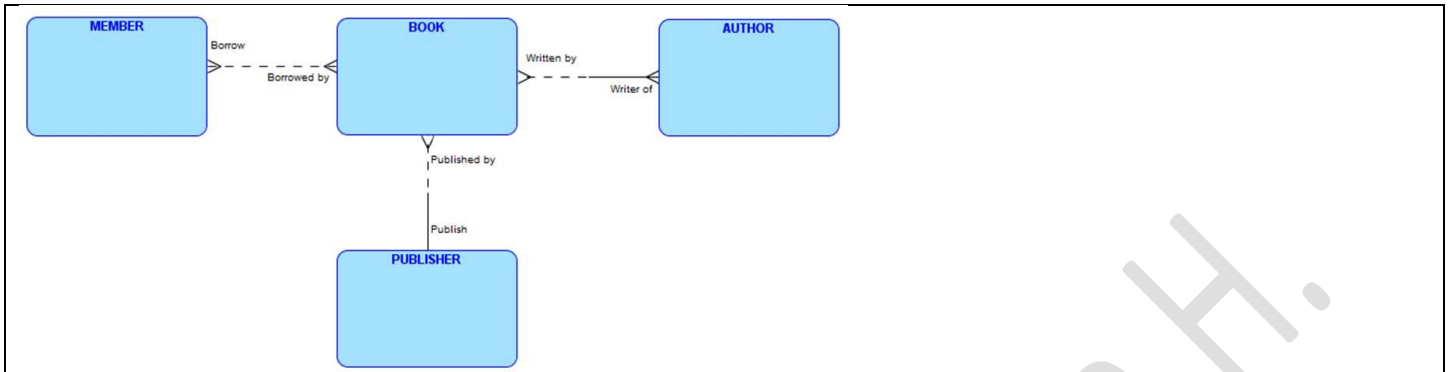 MEMBER
BOOK
AUTHOR
Borrow
Borrowed by
Written by
Writer of
Published by
Publish
PUBLISHER
H.